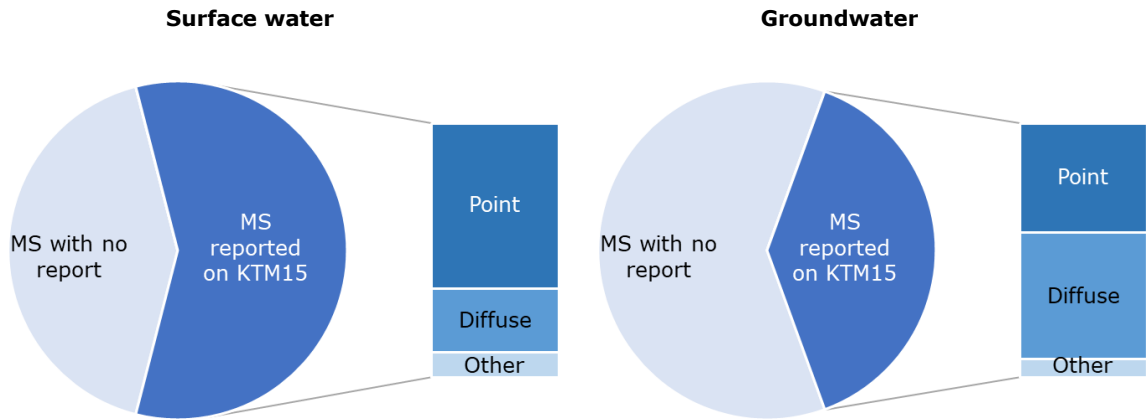 Surface water
MS with no
report
MS
reported
on KTM15
Point
Diffuse
Other
Groundwater
MS with no
report
MS
reported
on KTM15
Point
Diffuse
Other